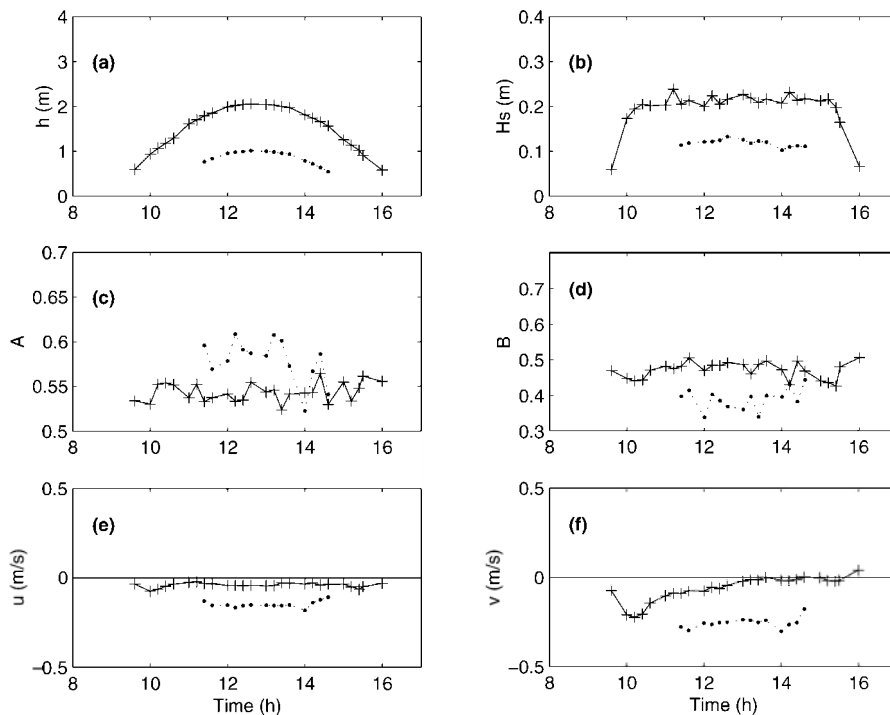 4
3
2
1
0
h (m)
(a)
8 10 12 14 16
0.4
0.3
0.2
0.1
0
Hs (m)
(b)
8 10 12 14 16
0.7
0.65
0.6
0.55
0.5
A
(c)
8 10 12 14 16
0.7
0.6
0.5
0.4
0.3
B
(d)
8 10 12 14 16
0.5
0
−0.5
u (m/s)
(e)
8 10 12 14 16
Time (h)
0.5
0
−0.5
v (m/s)
(f)
8 10 12 14 16
Time (h)